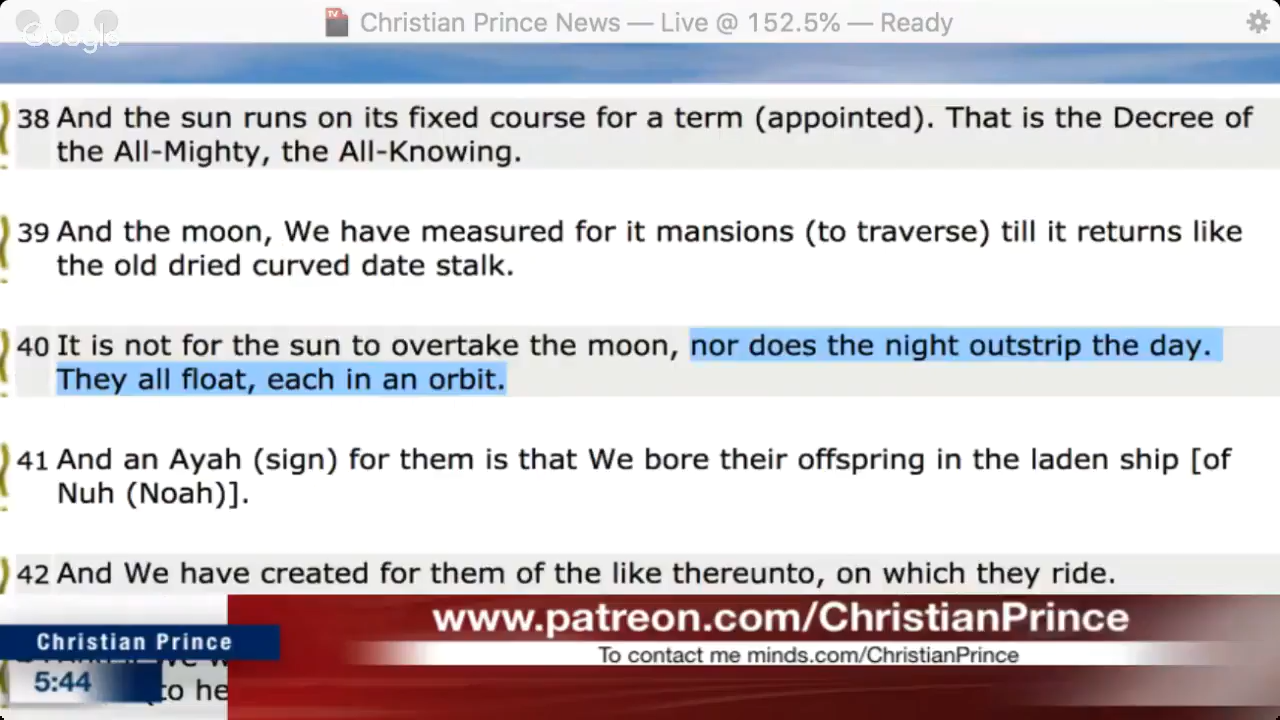 Christian Prince News — Live @ 152.5% — Ready
Google
38 And the sun runs on its fixed course for a term (appointed). That is the Decree of
the All-Mighty, the All-Knowing.
39 And the moon, We have measured for it mansions (to traverse) till it returns like
the old dried curved date stalk.
40 It is not for the sun to overtake the moon, nor does the night outstrip the day.
They all float, each in an orbit.
41 And an Ayah (sign) for them is that We bore their offspring in the laden ship [of
Nuh (Noah)].
42 And We have created for them of the like thereunto, on which they ride.
www.patreon.com/ChristianPrince
Christian Prince
To contact me minds.com/ChristianPrince
5:44
to he